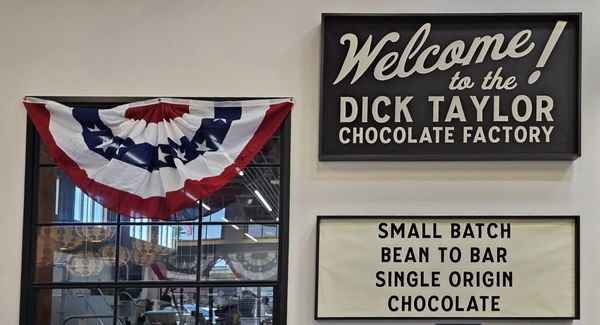 Welcome!
to the
DICK TAYLOR
CHOCOLATE FACTORY
SMALL BATCH
BEAN TO BAR
SINGLE ORIGIN
CHOCOLATE